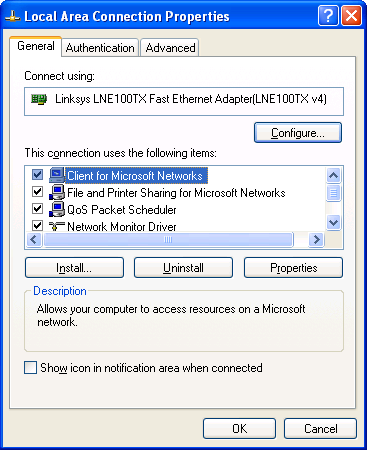 Local Area Connection Properties
General Authentication Advanced
Connect using:
Linksys LNE100TX Fast Ethernet Adapter(LNE100TX v4)
Configure...
This connection uses the following items:
Client for Microsoft Networks
File and Printer Sharing for Microsoft Networks
QoS Packet Scheduler
Network Monitor Driver
Install... Uninstall Properties
Description
Allows your computer to access resources on a Microsoft
network.
Show icon in notification area when connected
OK Cancel